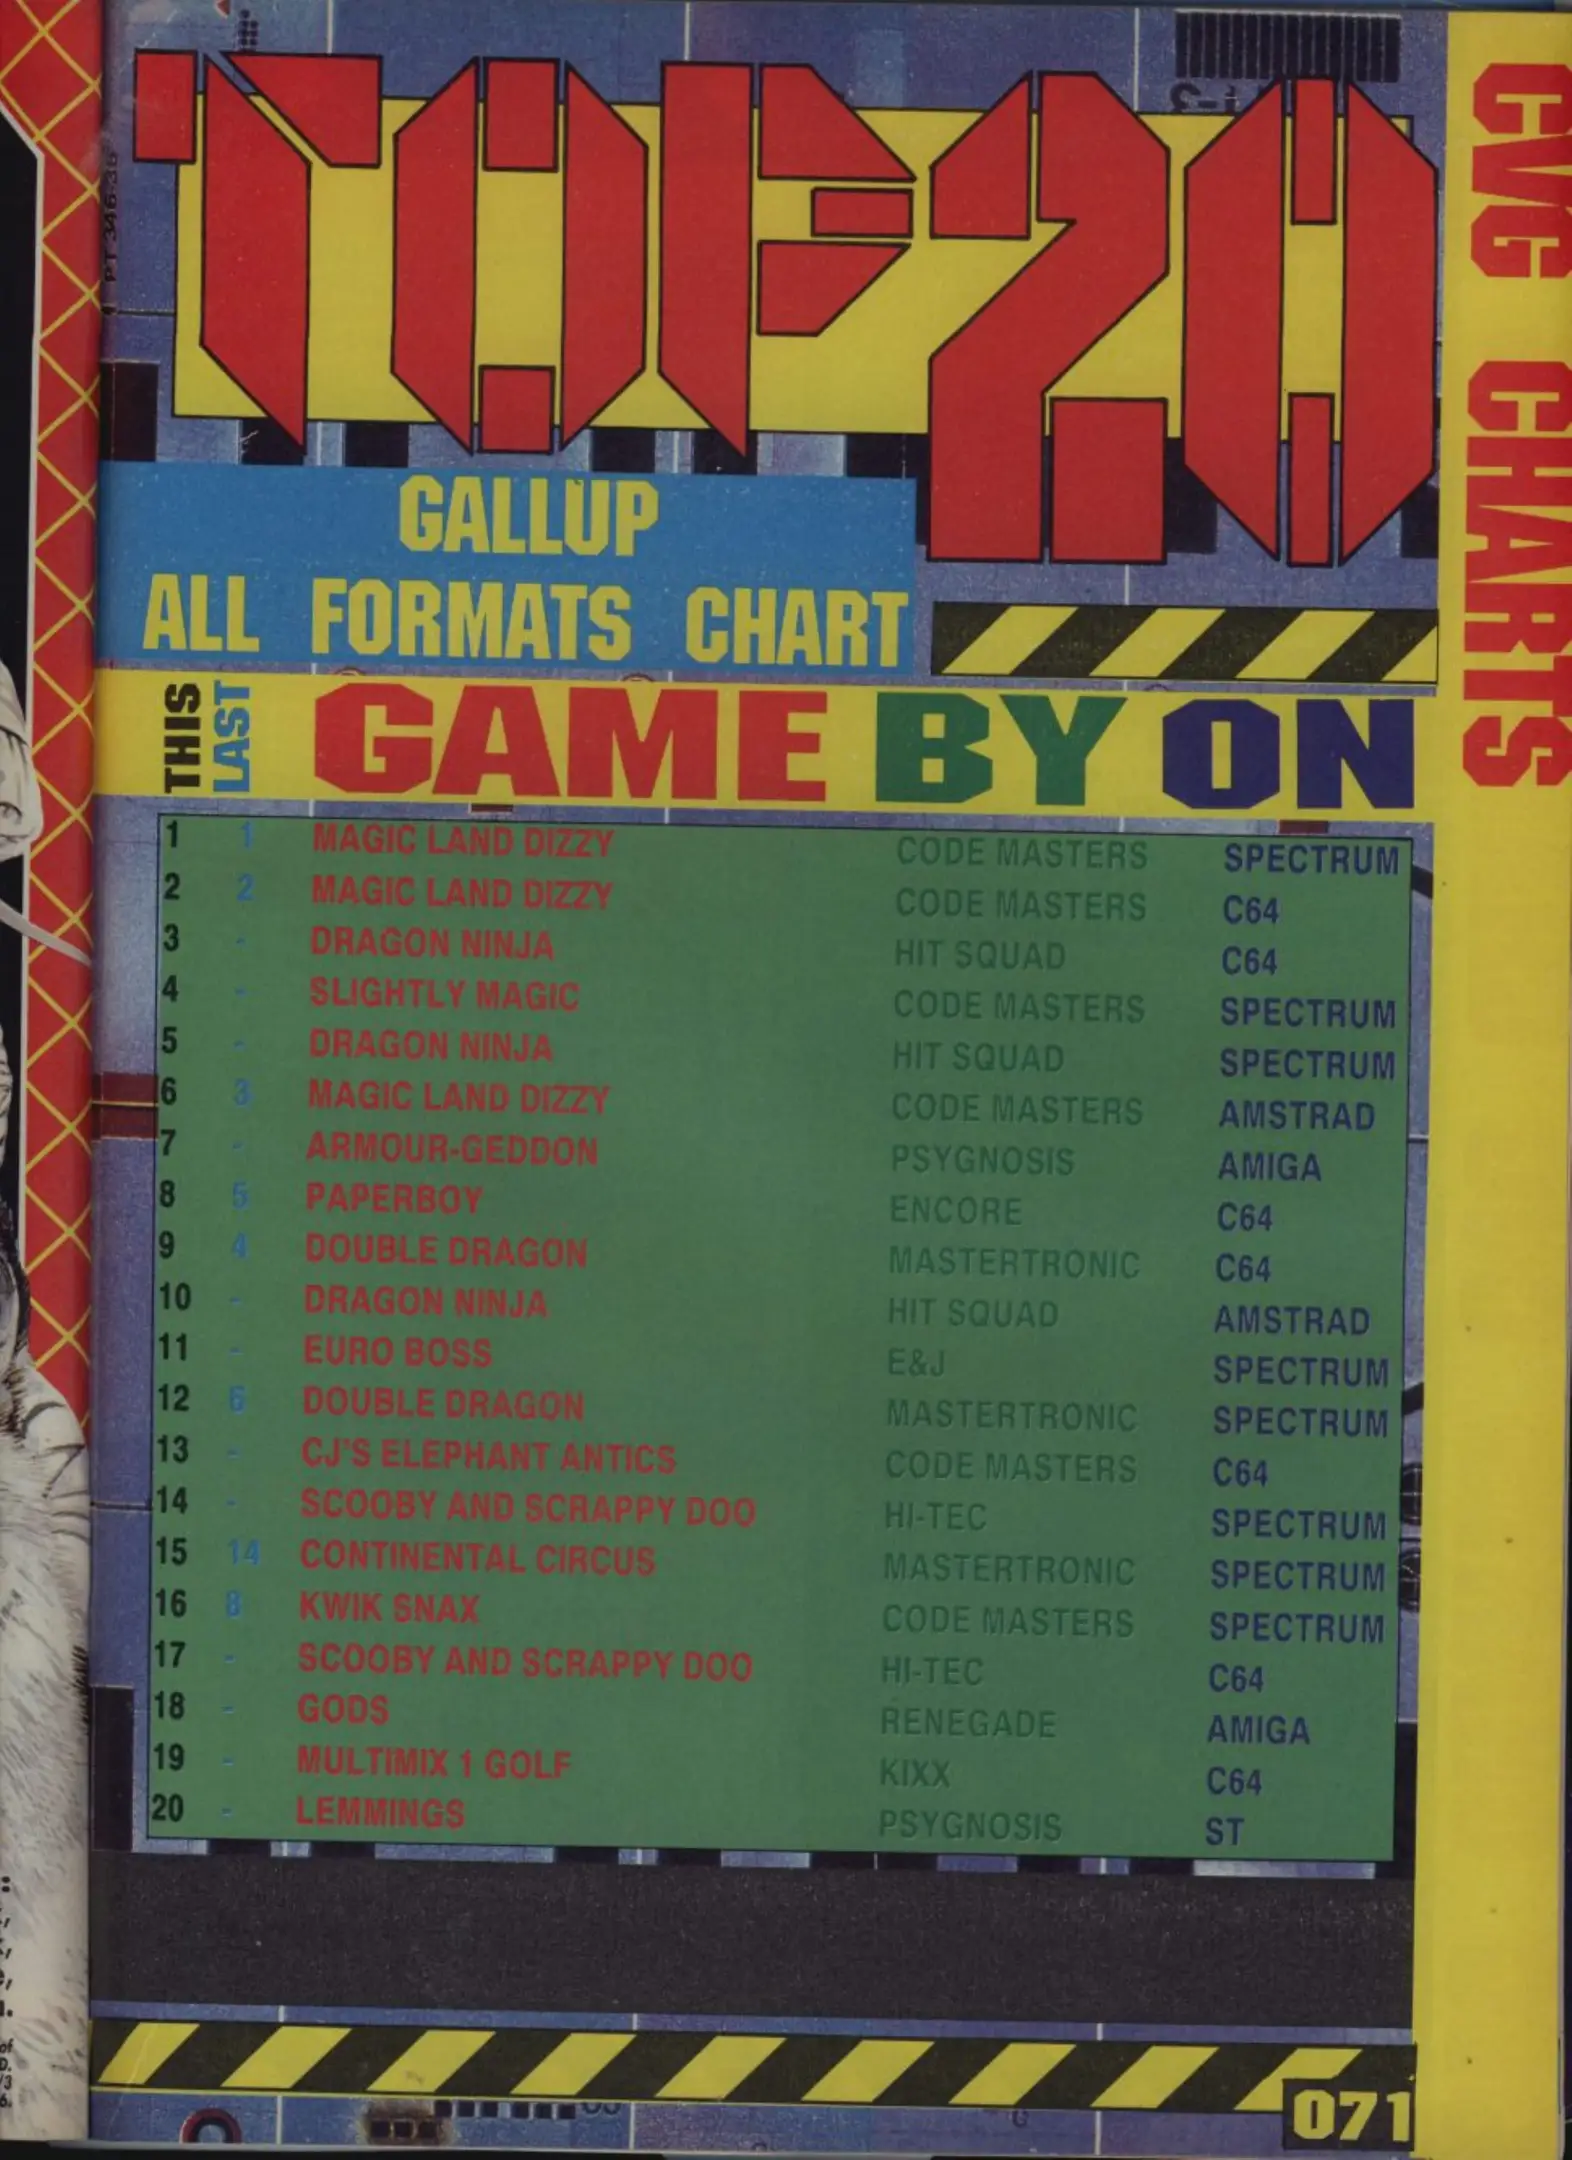 TOP 20
GALLUP
ALL FORMATS CHART
THIS LAST GAME BY ON
1 1 MAGIC LAND DIZZY CODE MASTERS SPECTRUM
2 2 MAGIC LAND DIZZY CODE MASTERS C64
3 - DRAGON NINJA HIT SQUAD C64
4 - SLIGHTLY MAGIC CODE MASTERS SPECTRUM
5 - DRAGON NINJA HIT SQUAD SPECTRUM
6 3 MAGIC LAND DIZZY CODE MASTERS AMSTRAD
7 - ARMOUR-GEDDON PSYGNOSIS AMIGA
8 5 PAPERBOY ENCORE C64
9 4 DOUBLE DRAGON MASTERTRONIC C64
10 - DRAGON NINJA HIT SQUAD AMSTRAD
11 - EURO BOSS E&J SPECTRUM
12 6 DOUBLE DRAGON MASTERTRONIC SPECTRUM
13 - CJ'S ELEPHANT ANTICS CODE MASTERS C64
14 - SCOOBY AND SCRAPPY DOO HI-TEC SPECTRUM
15 14 CONTINENTAL CIRCUS MASTERTRONIC SPECTRUM
16 8 KWIK SNAX CODE MASTERS SPECTRUM
17 - SCOOBY AND SCRAPPY DOO HI-TEC C64
18 - GODS RENEGADE AMIGA
19 - MULTIMIX 1 GOLF KIXX C64
20 - LEMMINGS PSYGNOSIS ST
CVG CHARTS
071